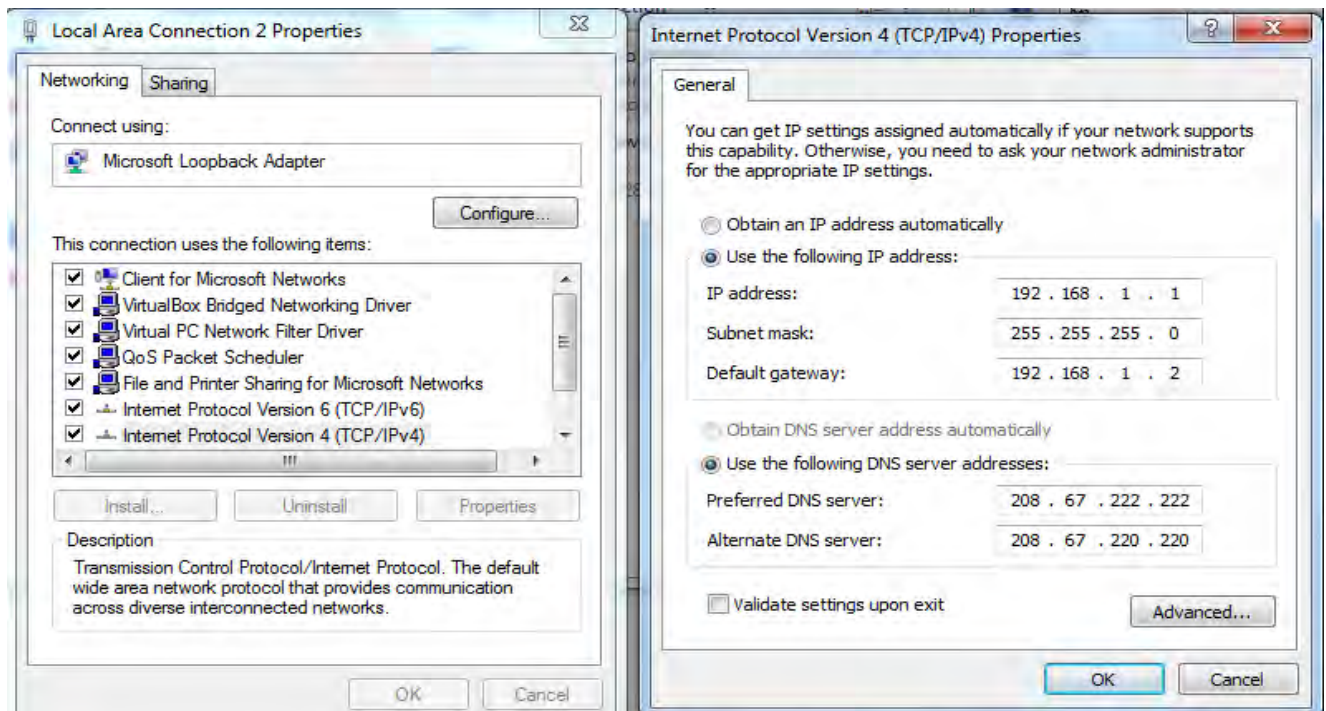 Local Area Connection 2 Properties
Networking
Sharing
Connect using:
Microsoft Loopback Adapter
Configure...
This connection uses the following items:
Client for Microsoft Networks
VirtualBox Bridged Networking Driver
Virtual PC Network Filter Driver
QoS Packet Scheduler
File and Printer Sharing for Microsoft Networks
Internet Protocol Version 6 (TCP/IPv6)
Internet Protocol Version 4 (TCP/IPv4)
Install...
Uninstall
Properties
Description
Transmission Control Protocol/Internet Protocol. The default
wide area network protocol that provides communication
across diverse interconnected networks.
OK
Cancel
Internet Protocol Version 4 (TCP/IPv4) Properties
General
You can get IP settings assigned automatically if your network supports
this capability. Otherwise, you need to ask your network administrator
for the appropriate IP settings.
Obtain an IP address automatically
Use the following IP address:
IP address: 192 . 168 . 1 . 1
Subnet mask: 255 . 255 . 255 . 0
Default gateway: 192 . 168 . 1 . 2
Obtain DNS server address automatically
Use the following DNS server addresses:
Preferred DNS server: 208 . 67 . 222 . 222
Alternate DNS server: 208 . 67 . 220 . 220
Validate settings upon exit
Advanced...
OK
Cancel